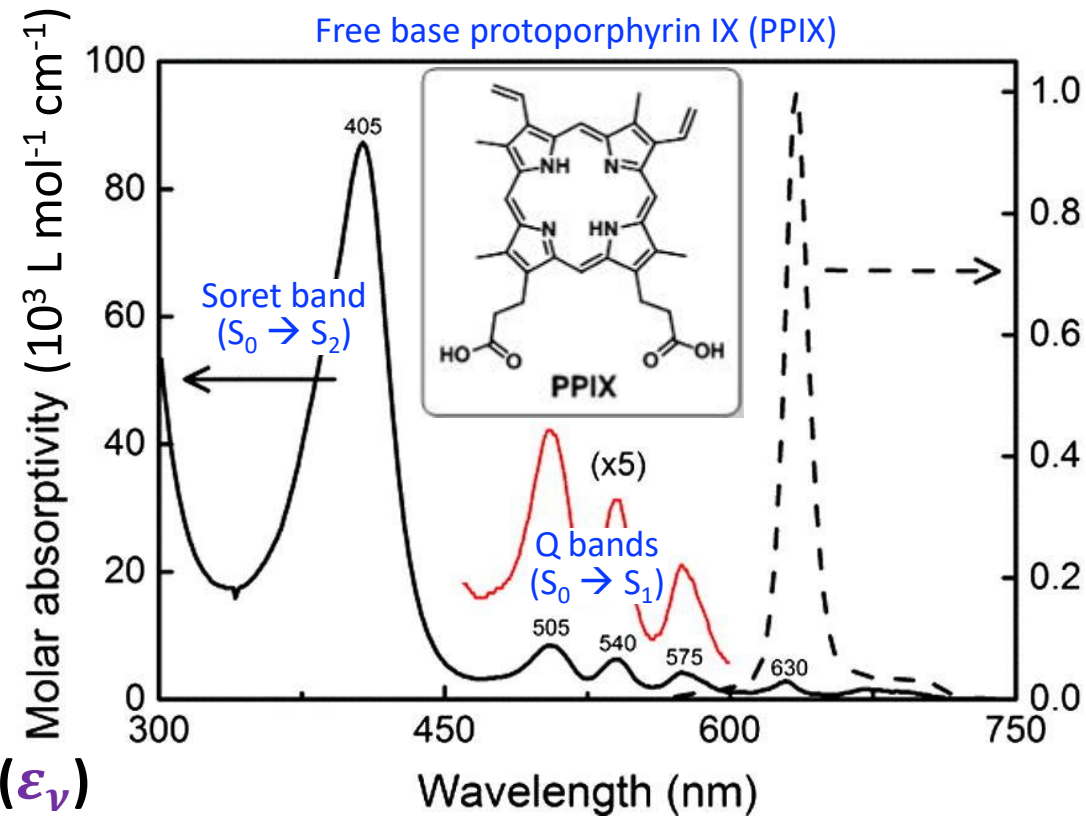 Free base protoporphyrin IX (PPIX)
Molar absorptivity (10³ L mol⁻¹ cm⁻¹)
(εᵥ)
100
80
60
40
20
0
1.0
0.8
0.6
0.4
0.2
0.0
405
Soret band
(S₀ → S₂)
NH
N
N
HN
HO
O
O
OH
PPIX
(x5)
Q bands
(S₀ → S₁)
505
540
575
630
300
450
600
750
Wavelength (nm)